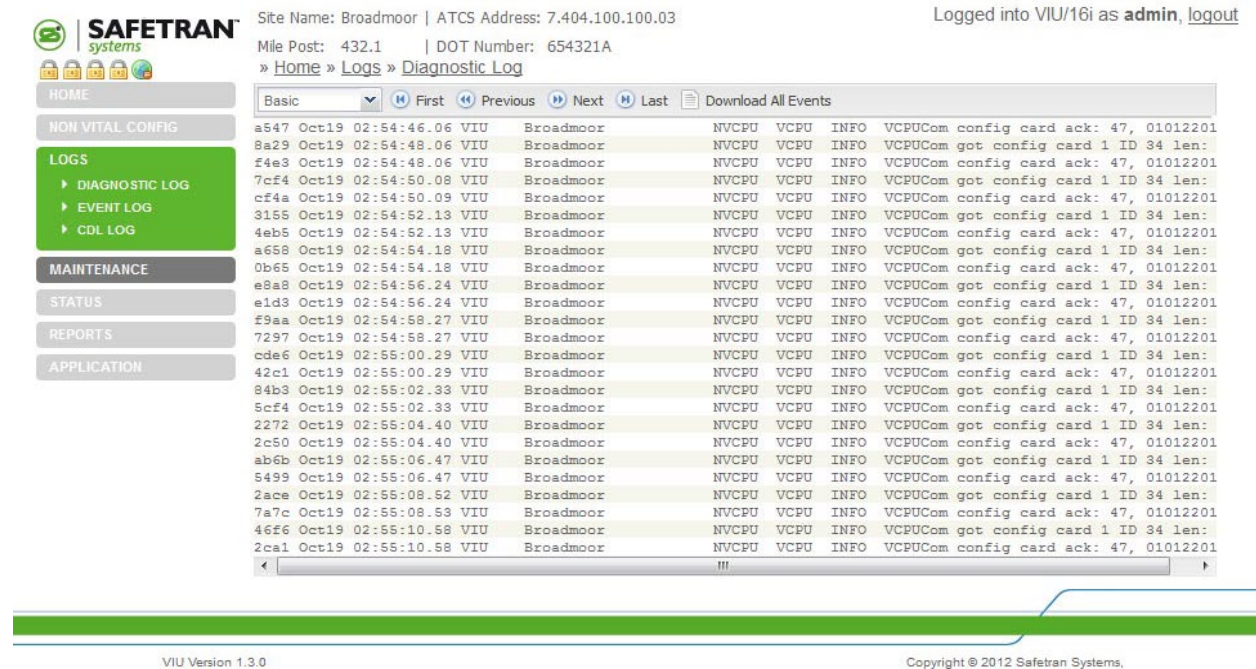 SAFETRAN
systems
Site Name: Broadmoor | ATCS Address: 7.404.100.100.03
Mile Post: 432.1 | DOT Number: 654321A
» Home » Logs » Diagnostic Log
Logged into VIU/16i as admin, logout
HOME
NON VITAL CONFIG
LOGS
DIAGNOSTIC LOG
EVENT LOG
CDL LOG
MAINTENANCE
STATUS
REPORTS
APPLICATION
Basic First Previous Next Last Download All Events
a547 Oct19 02:54:46.06 VIU Broadmoor NVCPU VCPU INFO VCPUCom config card ack: 47, 01012201
8a29 Oct19 02:54:48.06 VIU Broadmoor NVCPU VCPU INFO VCPUCom got config card 1 ID 34 len:
f4e3 Oct19 02:54:48.06 VIU Broadmoor NVCPU VCPU INFO VCPUCom config card ack: 47, 01012201
7cf4 Oct19 02:54:50.08 VIU Broadmoor NVCPU VCPU INFO VCPUCom got config card 1 ID 34 len:
cf4a Oct19 02:54:50.09 VIU Broadmoor NVCPU VCPU INFO VCPUCom config card ack: 47, 01012201
3155 Oct19 02:54:52.13 VIU Broadmoor NVCPU VCPU INFO VCPUCom got config card 1 ID 34 len:
4eb5 Oct19 02:54:52.13 VIU Broadmoor NVCPU VCPU INFO VCPUCom config card ack: 47, 01012201
a658 Oct19 02:54:54.18 VIU Broadmoor NVCPU VCPU INFO VCPUCom got config card 1 ID 34 len:
0b65 Oct19 02:54:54.18 VIU Broadmoor NVCPU VCPU INFO VCPUCom config card ack: 47, 01012201
e8a8 Oct19 02:54:56.24 VIU Broadmoor NVCPU VCPU INFO VCPUCom got config card 1 ID 34 len:
e1d3 Oct19 02:54:56.24 VIU Broadmoor NVCPU VCPU INFO VCPUCom config card ack: 47, 01012201
f9aa Oct19 02:54:58.27 VIU Broadmoor NVCPU VCPU INFO VCPUCom got config card 1 ID 34 len:
7297 Oct19 02:54:58.27 VIU Broadmoor NVCPU VCPU INFO VCPUCom config card ack: 47, 01012201
cde6 Oct19 02:55:00.29 VIU Broadmoor NVCPU VCPU INFO VCPUCom got config card 1 ID 34 len:
42c1 Oct19 02:55:00.29 VIU Broadmoor NVCPU VCPU INFO VCPUCom config card ack: 47, 01012201
84b3 Oct19 02:55:02.33 VIU Broadmoor NVCPU VCPU INFO VCPUCom got config card 1 ID 34 len:
5cf4 Oct19 02:55:02.33 VIU Broadmoor NVCPU VCPU INFO VCPUCom config card ack: 47, 01012201
2272 Oct19 02:55:04.40 VIU Broadmoor NVCPU VCPU INFO VCPUCom got config card 1 ID 34 len:
2c50 Oct19 02:55:04.40 VIU Broadmoor NVCPU VCPU INFO VCPUCom config card ack: 47, 01012201
ab6b Oct19 02:55:06.47 VIU Broadmoor NVCPU VCPU INFO VCPUCom got config card 1 ID 34 len:
5499 Oct19 02:55:06.47 VIU Broadmoor NVCPU VCPU INFO VCPUCom config card ack: 47, 01012201
2ace Oct19 02:55:08.52 VIU Broadmoor NVCPU VCPU INFO VCPUCom got config card 1 ID 34 len:
7a7c Oct19 02:55:08.53 VIU Broadmoor NVCPU VCPU INFO VCPUCom config card ack: 47, 01012201
46f6 Oct19 02:55:10.58 VIU Broadmoor NVCPU VCPU INFO VCPUCom got config card 1 ID 34 len:
2ca1 Oct19 02:55:10.58 VIU Broadmoor NVCPU VCPU INFO VCPUCom config card ack: 47, 01012201
VIU Version 1.3.0
Copyright © 2012 Safetran Systems,